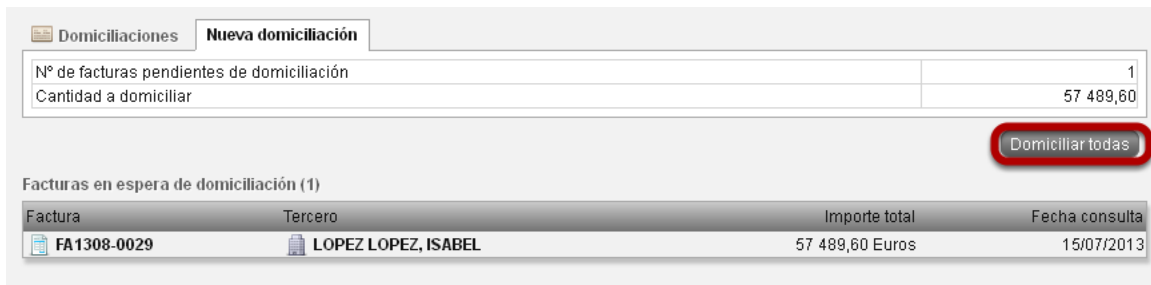 Domiciliaciones Nueva domiciliación
Nº de facturas pendientes de domiciliación 1
Cantidad a domiciliar 57 489,60
Domiciliar todas
Facturas en espera de domiciliación (1)
Factura Tercero Importe total Fecha consulta
FA1308-0029 LOPEZ LOPEZ, ISABEL 57 489,60 Euros 15/07/2013